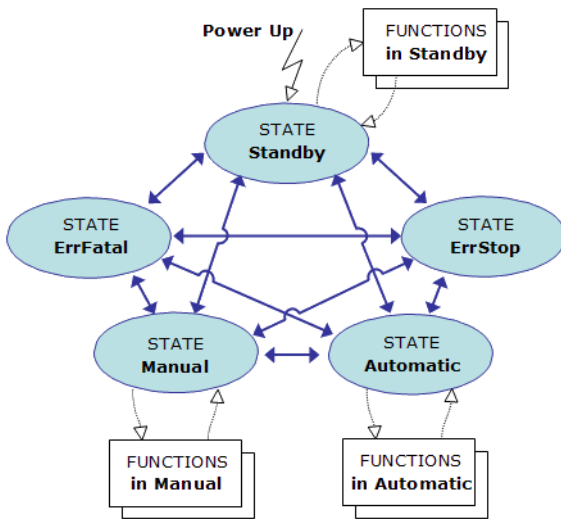 Power Up
FUNCTIONS
in Standby
STATE
Standby
STATE
ErrFatal
STATE
ErrStop
STATE
Manual
STATE
Automatic
FUNCTIONS
in Manual
FUNCTIONS
in Automatic